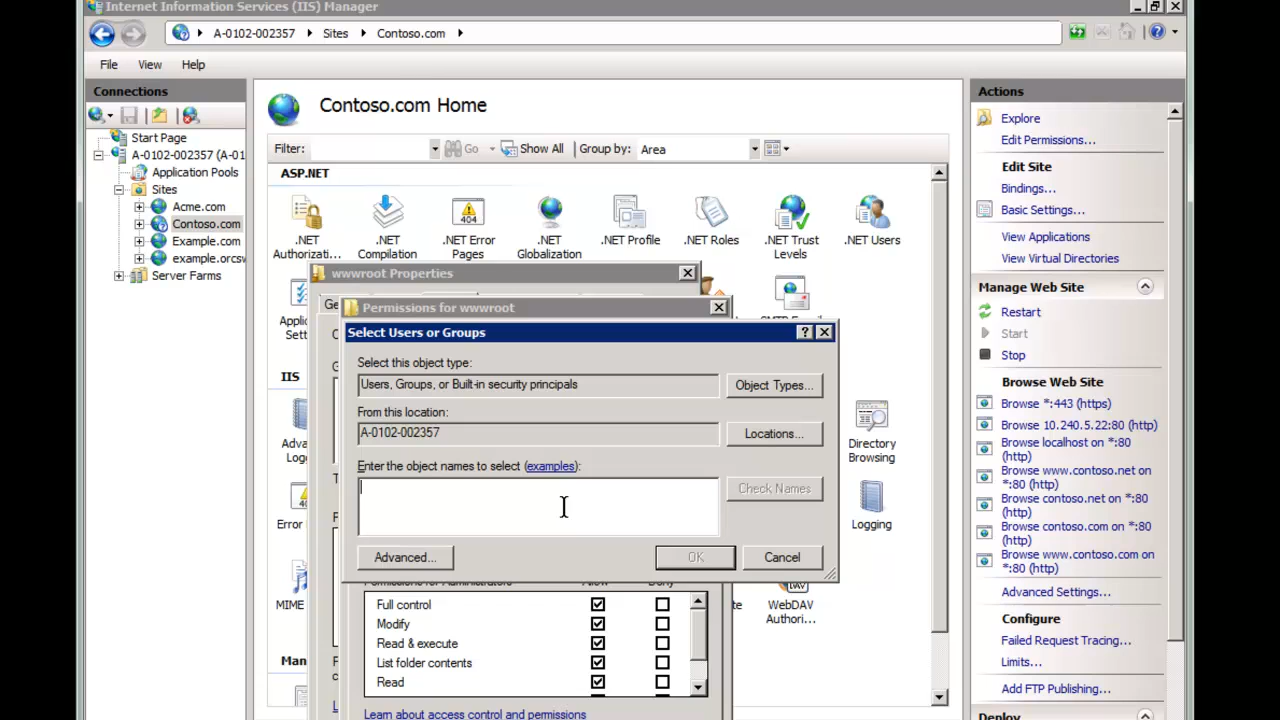 Internet Information Services (IIS) Manager
A-0102-002357
Sites
Contoso.com
File
View
Help
Connections
Start Page
A-0102-002357 (A-01
Application Pools
Sites
Acme.com
Contoso.com
Example.com
example.orcsw
Server Farms
Contoso.com Home
Filter:
Go
Show All
Group by:
Area
ASP.NET
.NET Authorizati...
.NET Compilation
.NET Error Pages
.NET Globalization
.NET Profile
.NET Roles
.NET Trust Levels
.NET Users
IIS
MIME
Directory Browsing
Logging
WebDAV Authori...
wwwroot Properties
Permissions for wwwroot
Select Users or Groups
Select this object type:
Users, Groups, or Built-in security principals
Object Types...
From this location:
A-0102-002357
Locations...
Enter the object names to select (examples):
Check Names
Advanced...
OK
Cancel
Full control
Modify
Read & execute
List folder contents
Read
Learn about access control and permissions
Actions
Explore
Edit Permissions...
Edit Site
Bindings...
Basic Settings...
View Applications
View Virtual Directories
Manage Web Site
Restart
Start
Stop
Browse Web Site
Browse *:443 (https)
Browse 10.240.5.22:80 (http)
Browse localhost on *:80
(http)
Browse www.contoso.net on
*:80 (http)
Browse contoso.net on *:80
(http)
Browse contoso.com on *:80
(http)
Browse www.contoso.com on
*:80 (http)
Advanced Settings...
Configure
Failed Request Tracing...
Limits...
Add FTP Publishing...
Deploy